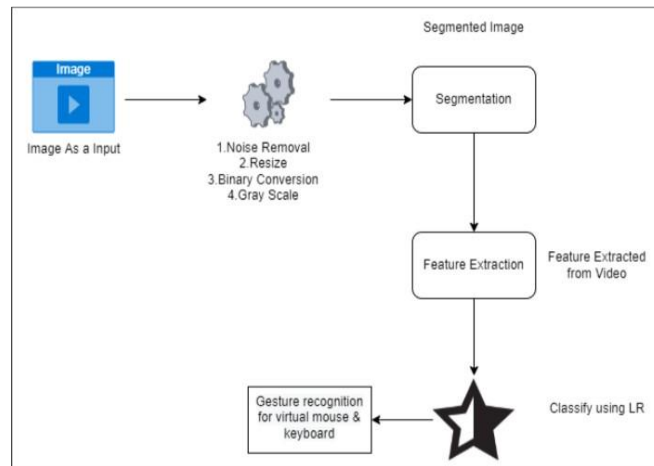 Segmented Image
Image
Segmentation
Image As a Input
1.Noise Removal
2.Resize
3.Binary Conversion
4.Gray Scale
Feature Extraction
Feature Extracted
from Video
Gesture recognition
for virtual mouse &
keyboard
Classify using LR